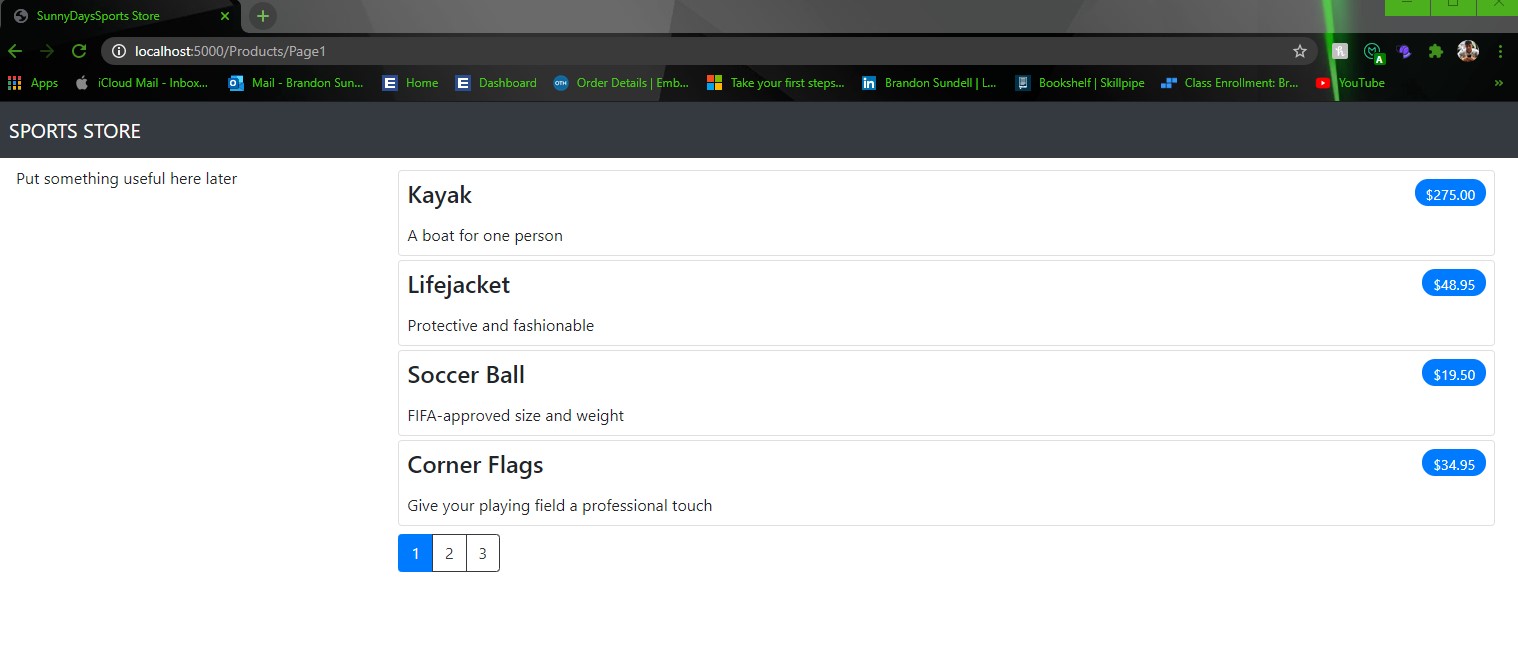 SunnyDaysSports Store
localhost:5000/Products/Page1
Apps iCloud Mail - Inbox... Mail - Brandon Sun... E Home E Dashboard OTH Order Details | Emb... Take your first steps... in Brandon Sundell | L... Bookshelf | Skillpipe Class Enrollment: Br... YouTube »
SPORTS STORE
Put something useful here later
Kayak $275.00
A boat for one person
Lifejacket $48.95
Protective and fashionable
Soccer Ball $19.50
FIFA-approved size and weight
Corner Flags $34.95
Give your playing field a professional touch
1 2 3